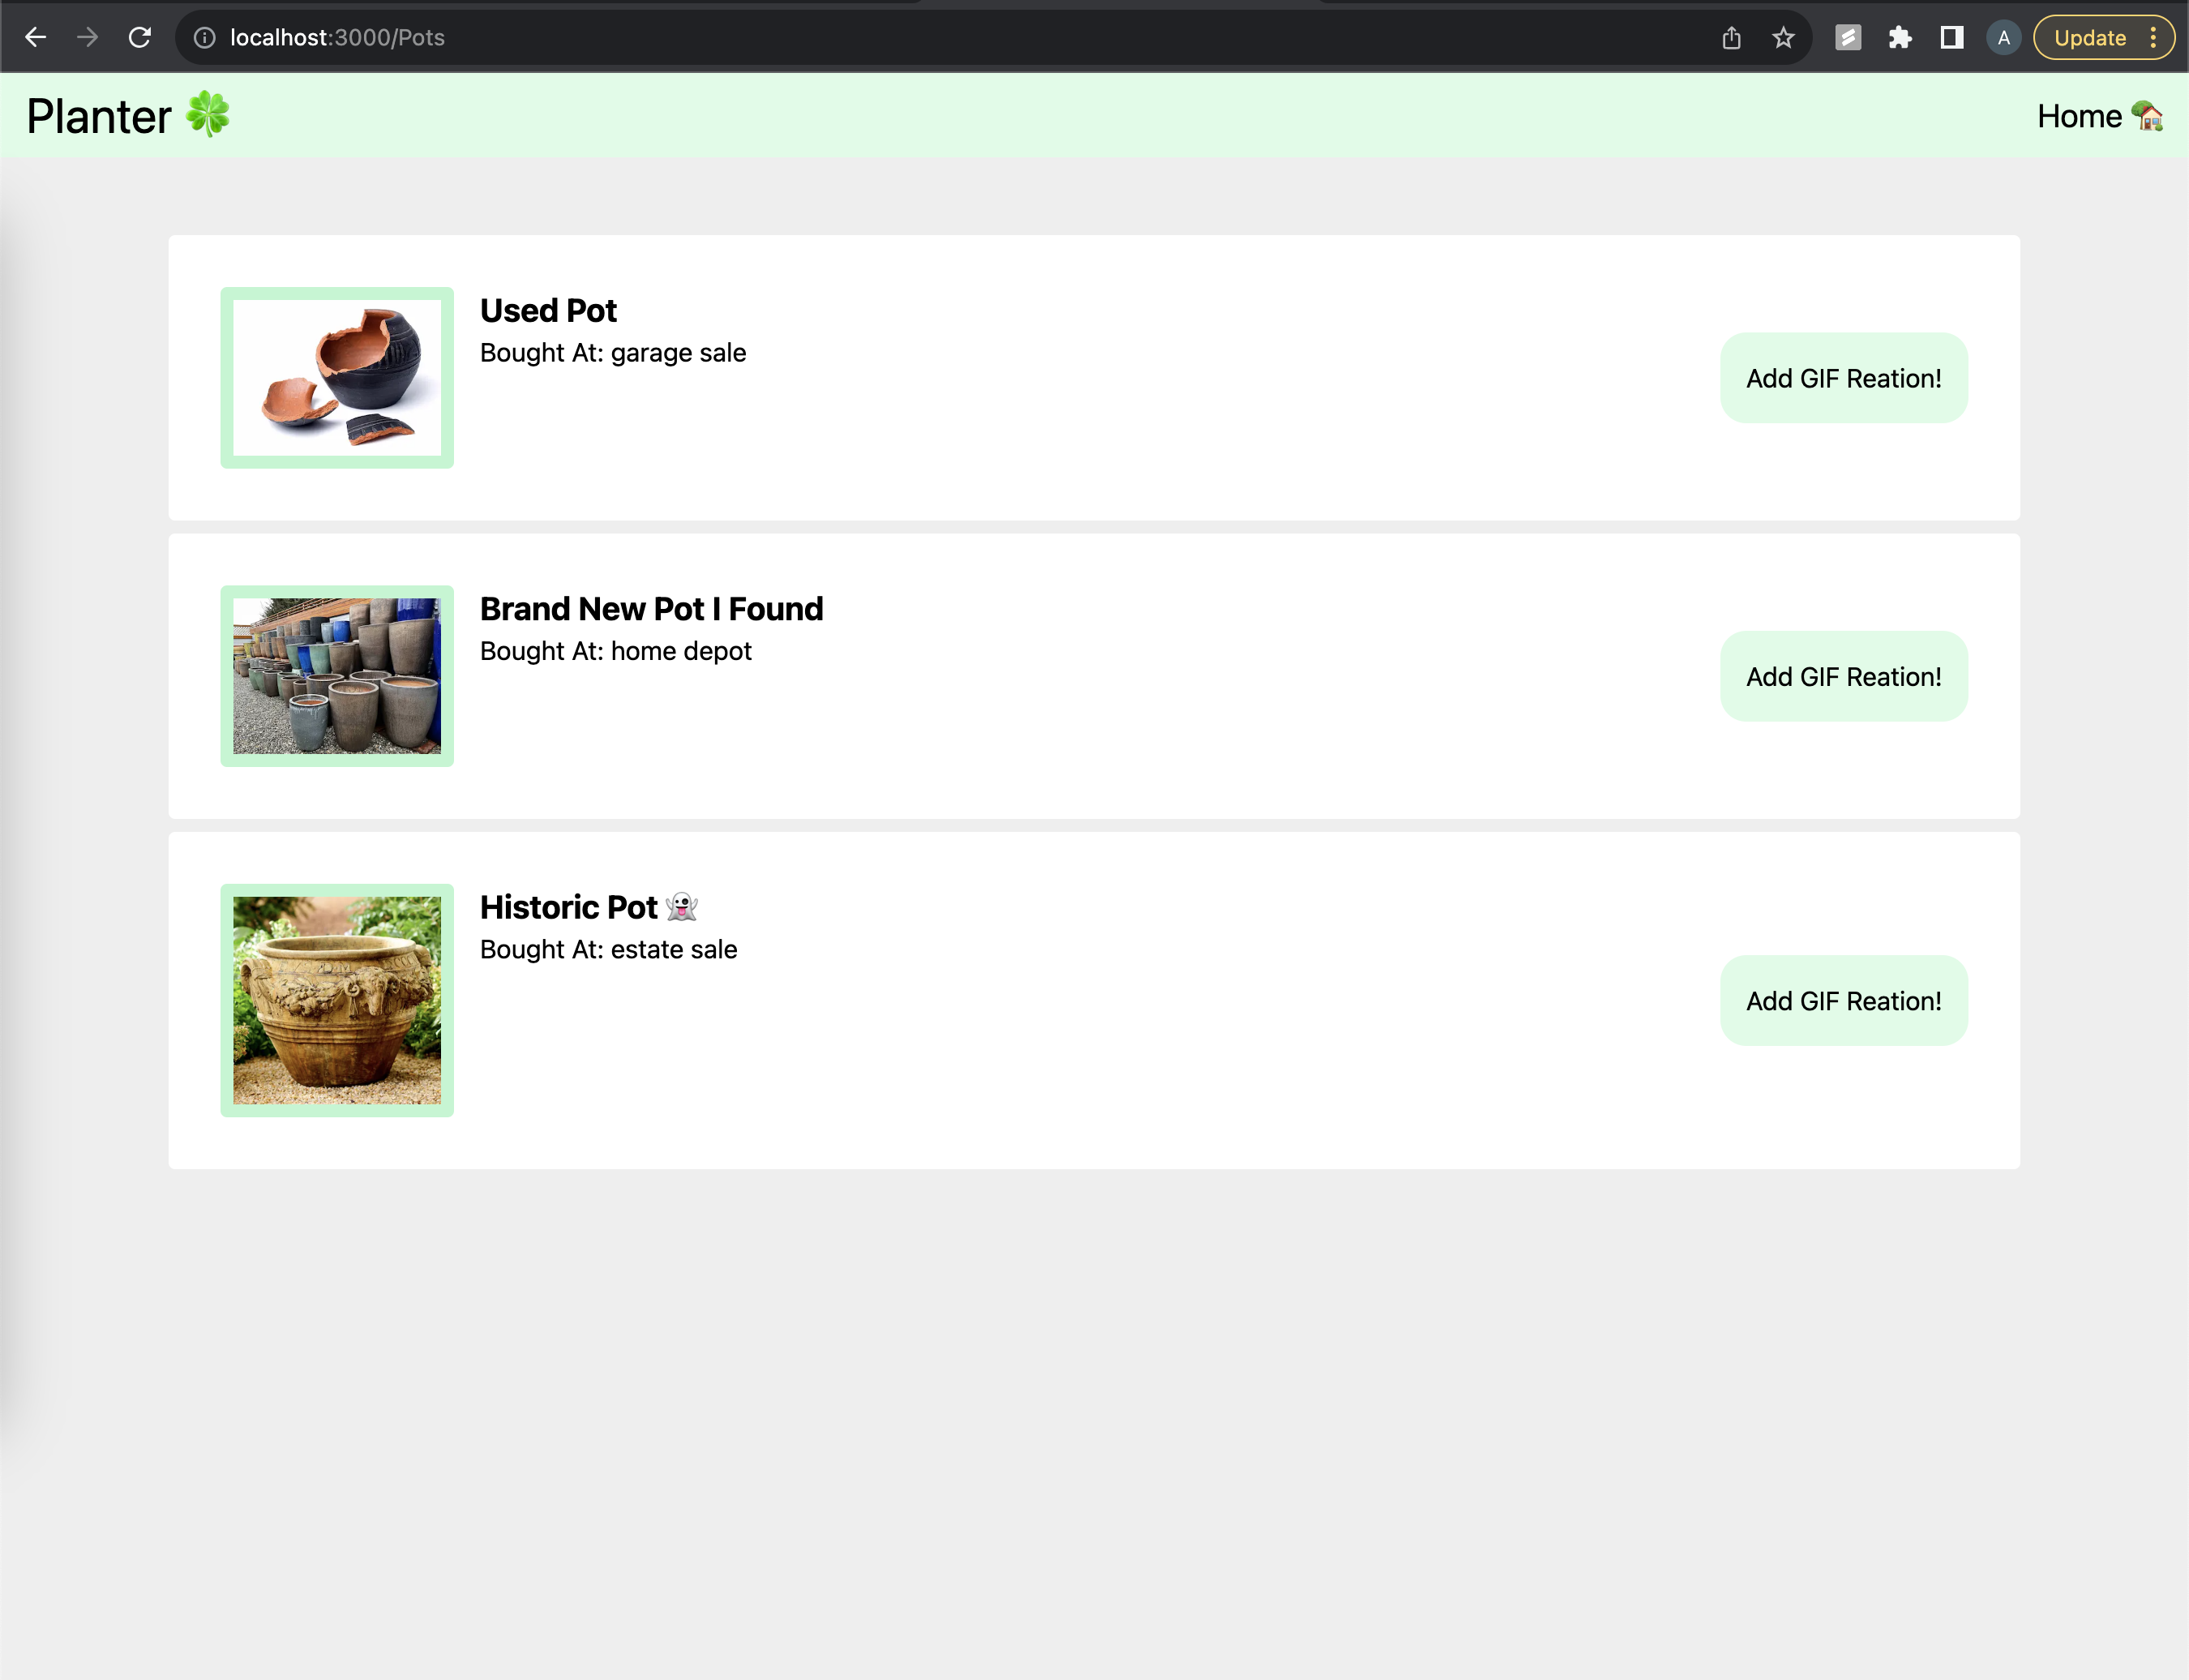 localhost:3000/Pots
A
Update
Planter 🍀
Home 🏡
Used Pot
Bought At: garage sale
Add GIF Reation!
Brand New Pot I Found
Bought At: home depot
Add GIF Reation!
Historic Pot 👻
Bought At: estate sale
Add GIF Reation!